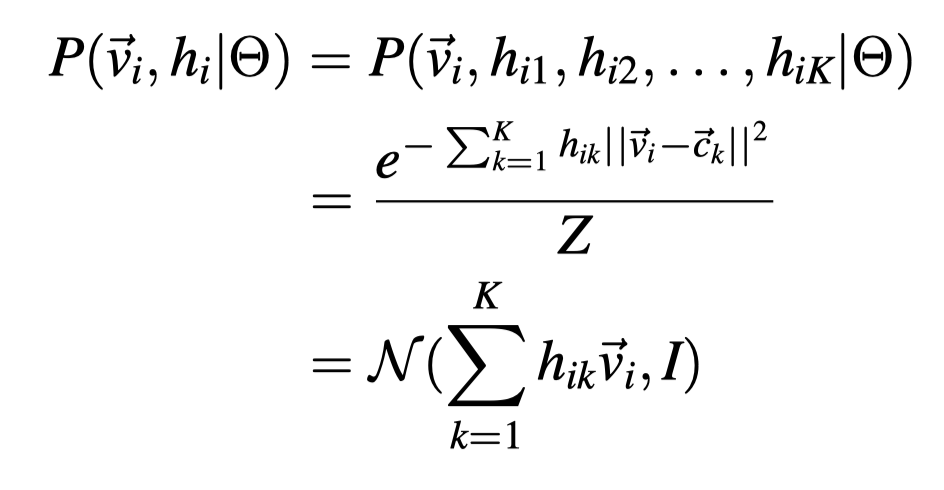 P(\vec{v}_i, h_i|\Theta) = P(\vec{v}_i, h_{i1}, h_{i2}, \ldots, h_{iK}|\Theta)
= \frac{e^{-\sum_{k=1}^{K} h_{ik}||\vec{v}_i - \vec{c}_k||^2}}{Z}
= \mathcal{N}(\sum_{k=1}^{K} h_{ik}\vec{v}_i, I)